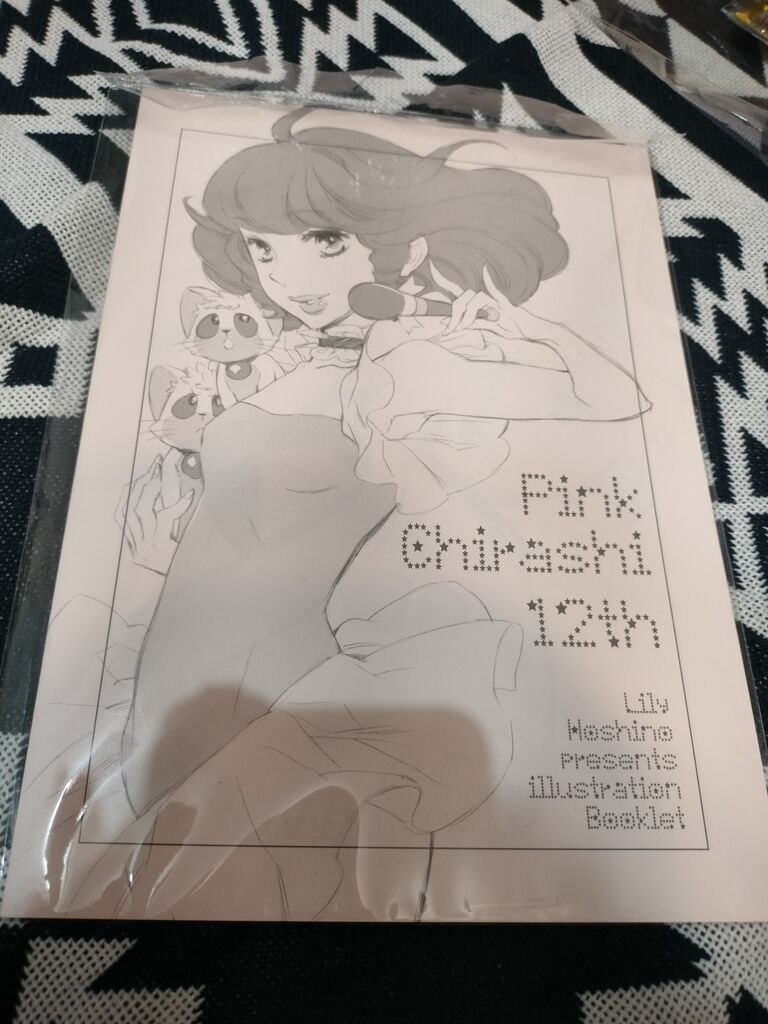 Pink
Chirashi
12th
Lily
Hoshino
presents
illustration
Booklet